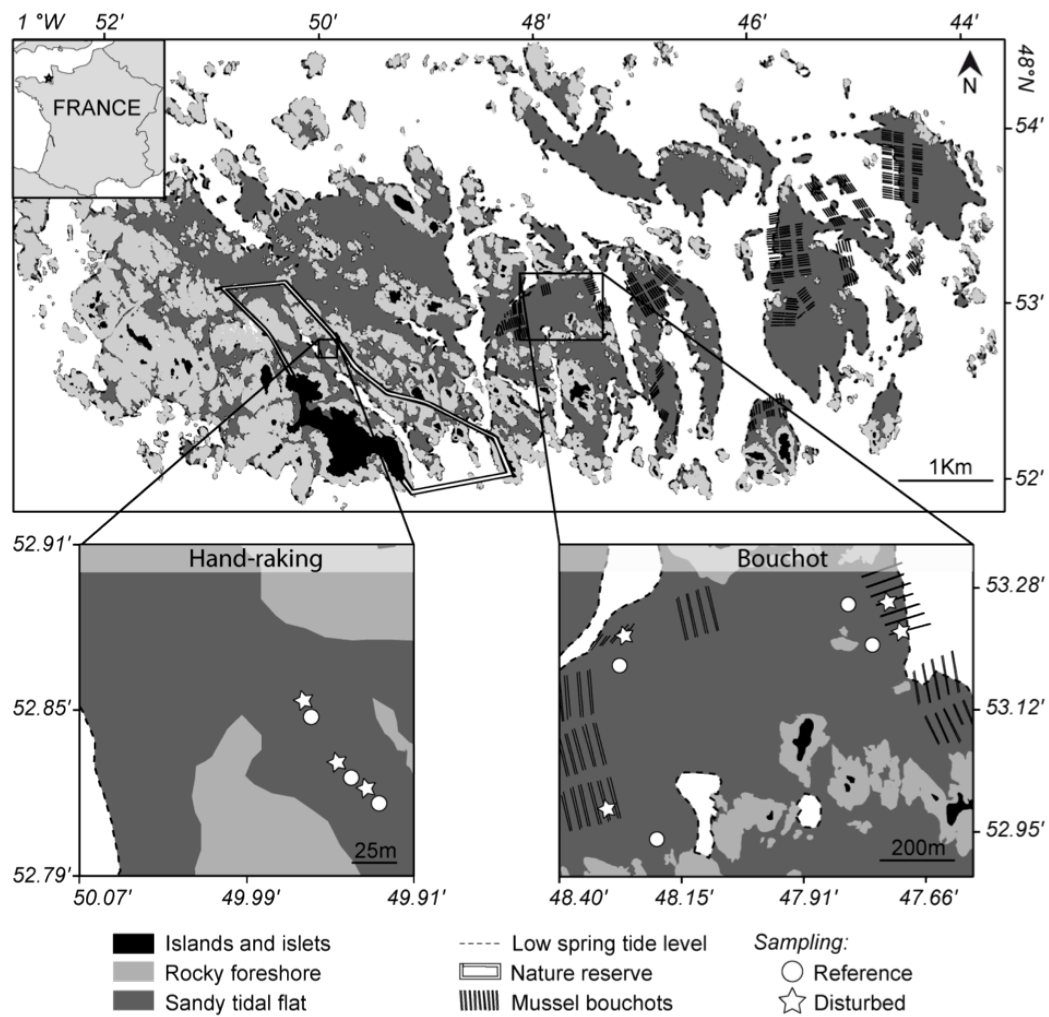 1 °W 52′ 50′ 48′ 46′ 44′
48°N
N
FRANCE
54′
53′
52′
1Km
Hand-raking
Bouchot
52.91′
52.85′
52.79′
53.28′
53.12′
52.95′
25m
200m
50.07′ 49.99′ 49.91′
48.40′ 48.15′ 47.91′ 47.66′
Islands and islets
Rocky foreshore
Sandy tidal flat
Low spring tide level
Nature reserve
Mussel bouchots
Sampling:
Reference
Disturbed